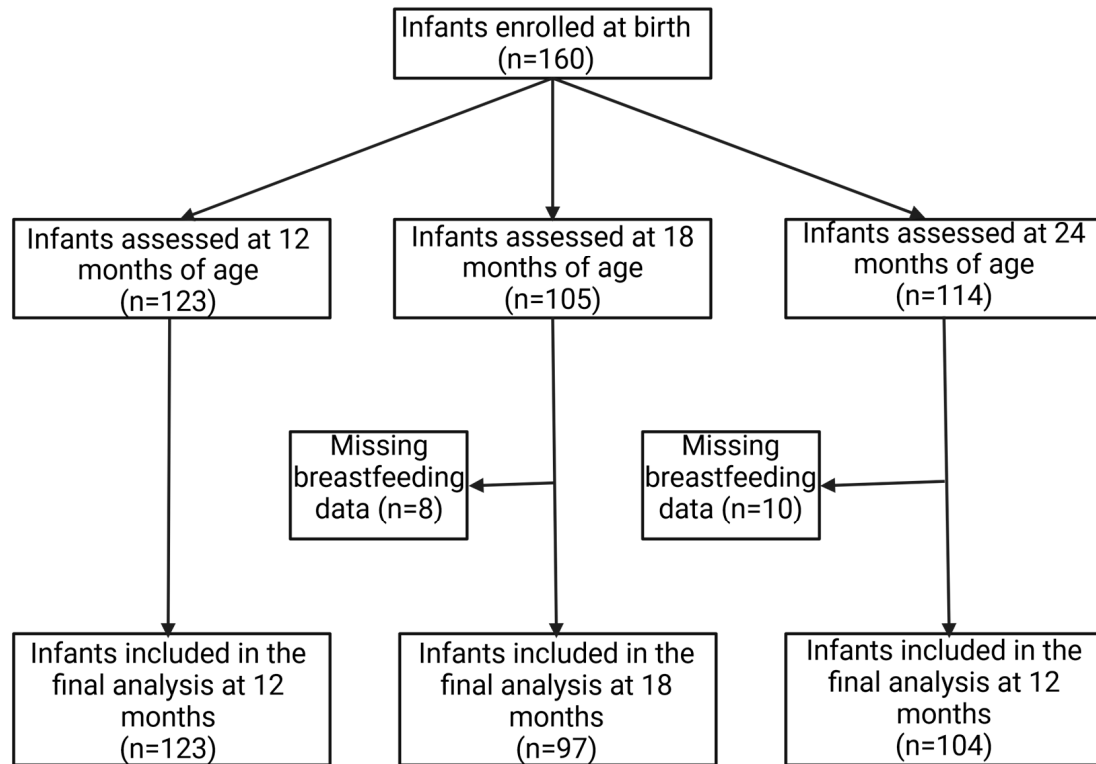 Infants enrolled at birth
(n=160)
Infants assessed at 12
months of age
(n=123)
Infants assessed at 18
months of age
(n=105)
Infants assessed at 24
months of age
(n=114)
Missing
breastfeeding
data (n=8)
Missing
breastfeeding
data (n=10)
Infants included in the
final analysis at 12
months
(n=123)
Infants included in the
final analysis at 18
months
(n=97)
Infants included in the
final analysis at 12
months
(n=104)